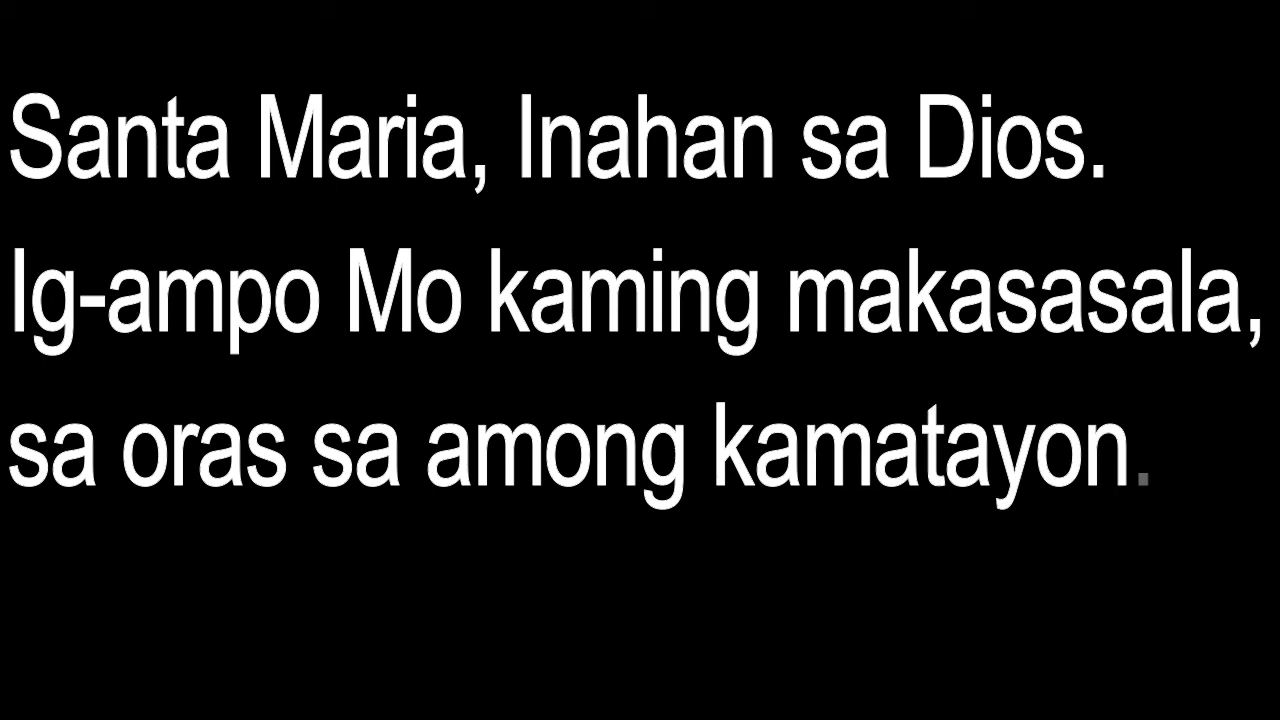 Santa Maria, Inahan sa Dios.
Ig-ampo Mo kaming makasasala,
sa oras sa among kamatayon.